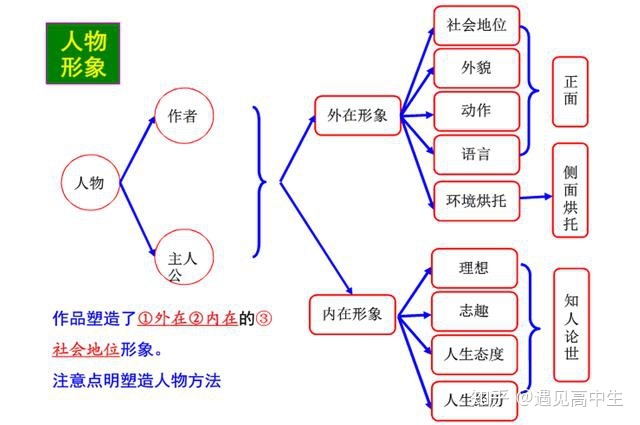 人物
形象
人物
作者
主人
公
外在形象
内在形象
社会地位
外貌
动作
语言
环境烘托
正面
侧面烘托
理想
志趣
人生态度
人生经历
知人论世
作品塑造了①外在②内在的③
社会地位形象。
注意点明塑造人物方法
知乎 @遇见高中生